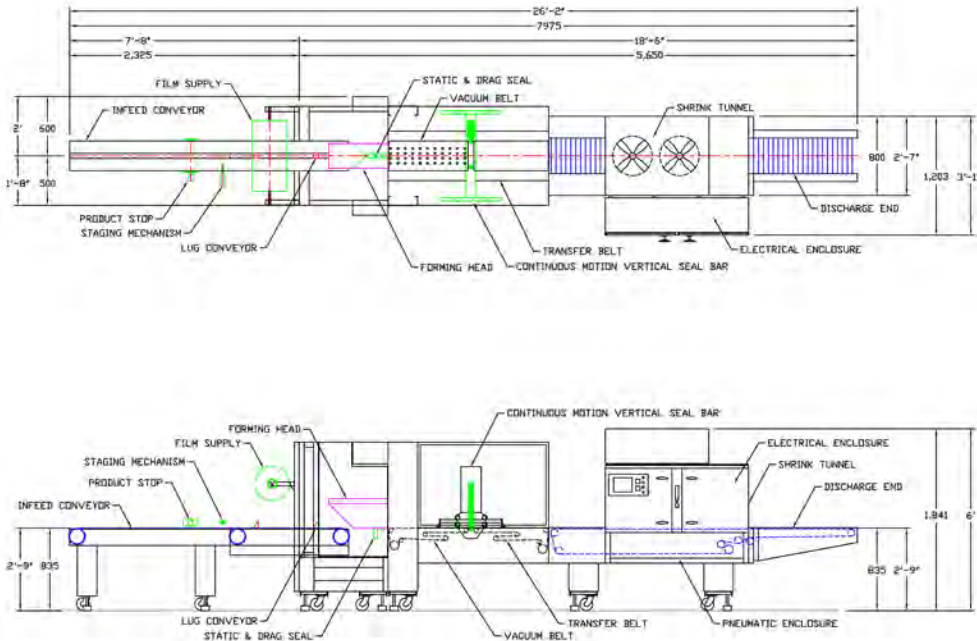 26'-2"
7975
7'-8"
18'-6"
2,325
5,650
FILM SUPPLY
STATIC & DRAG SEAL
INFEED CONVEYOR
VACUUM BELT
SHRINK TUNNEL
2'
600
1'-8"
500
800
2'-7"
1,203
PRODUCT STOP
STAGING MECHANISM
LUG CONVEYOR
FORMING HEAD
TRANSFER BELT
CONTINUOUS MOTION VERTICAL SEAL BAR
DISCHARGE END
ELECTRICAL ENCLOSURE
CONTINUOUS MOTION VERTICAL SEAL BAR
FORMING HEAD
FILM SUPPLY
ELECTRICAL ENCLOSURE
STAGING MECHANISM
SHRINK TUNNEL
PRODUCT STOP
DISCHARGE END
INFEED CONVEYOR
1,841
6'
2'-9"
835
835
2'-9"
LUG CONVEYOR
STATIC & DRAG SEAL
VACUUM BELT
TRANSFER BELT
PNEUMATIC ENCLOSURE